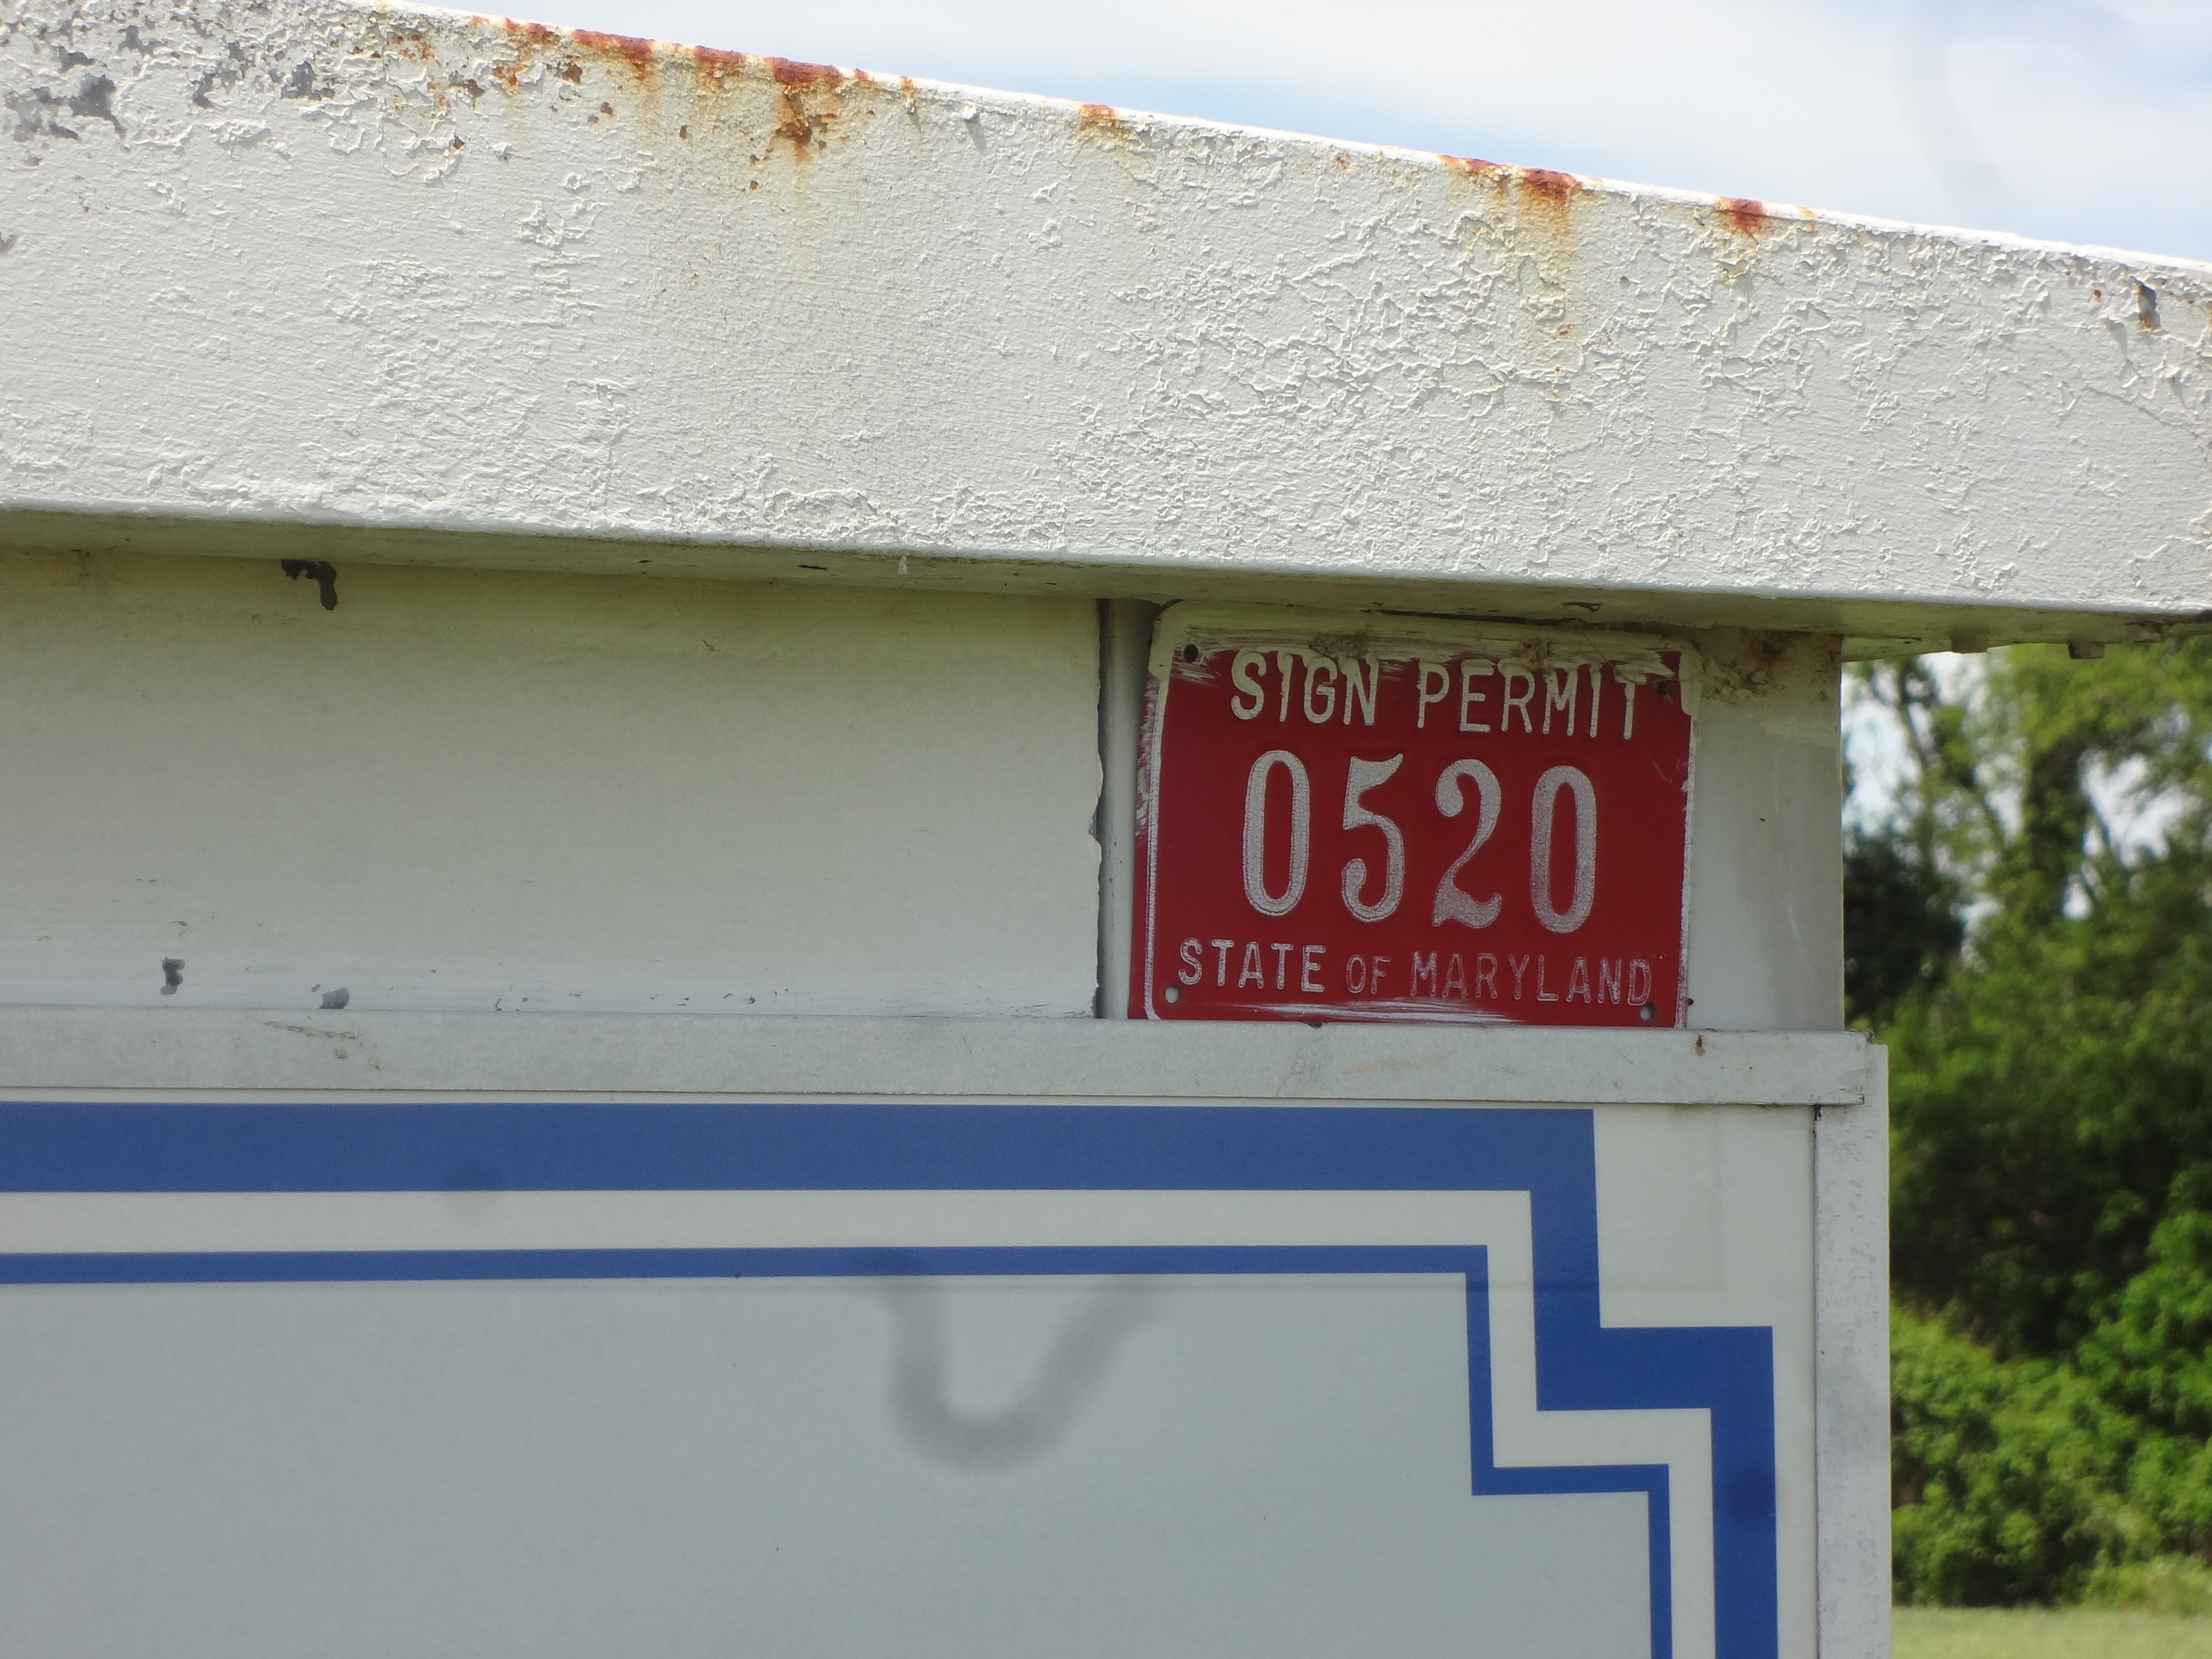 SIGN PERMIT
0520
STATE OF MARYLAND